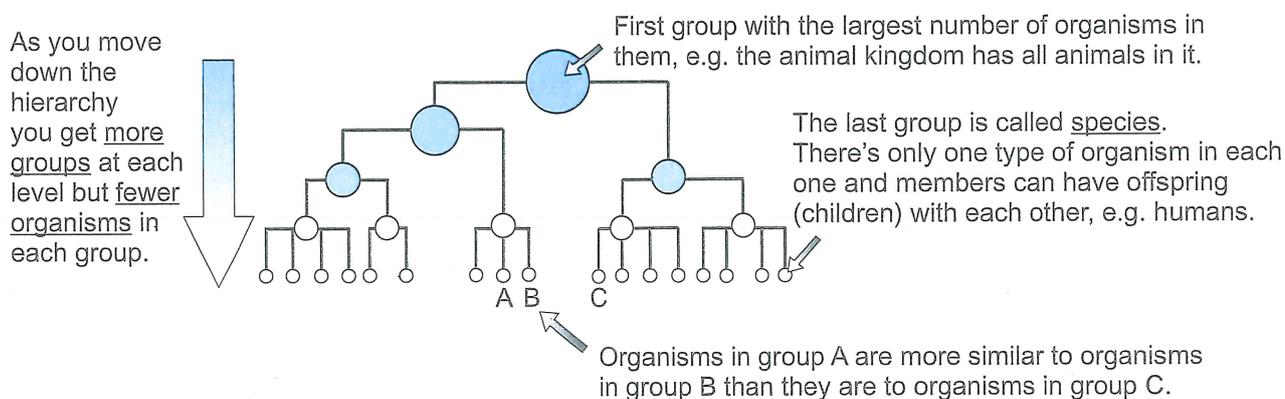 As you move
down the
hierarchy
you get more
groups at each
level but fewer
organisms in
each group.
First group with the largest number of organisms in
them, e.g. the animal kingdom has all animals in it.
The last group is called species.
There's only one type of organism in each
one and members can have offspring
(children) with each other, e.g. humans.
A B
C
Organisms in group A are more similar to organisms
in group B than they are to organisms in group C.